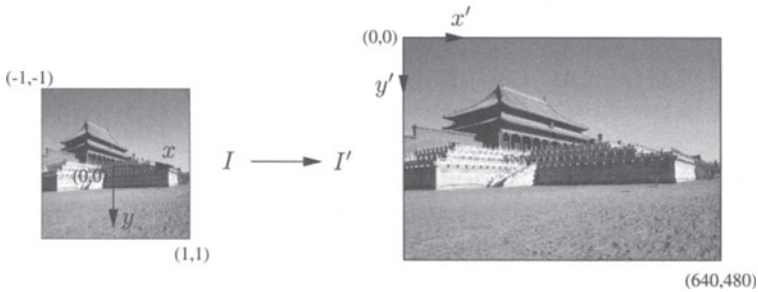 (-1,-1)
(0,0)
x
y
(1,1)
I → I′
(0,0)
x′
y′
(640,480)